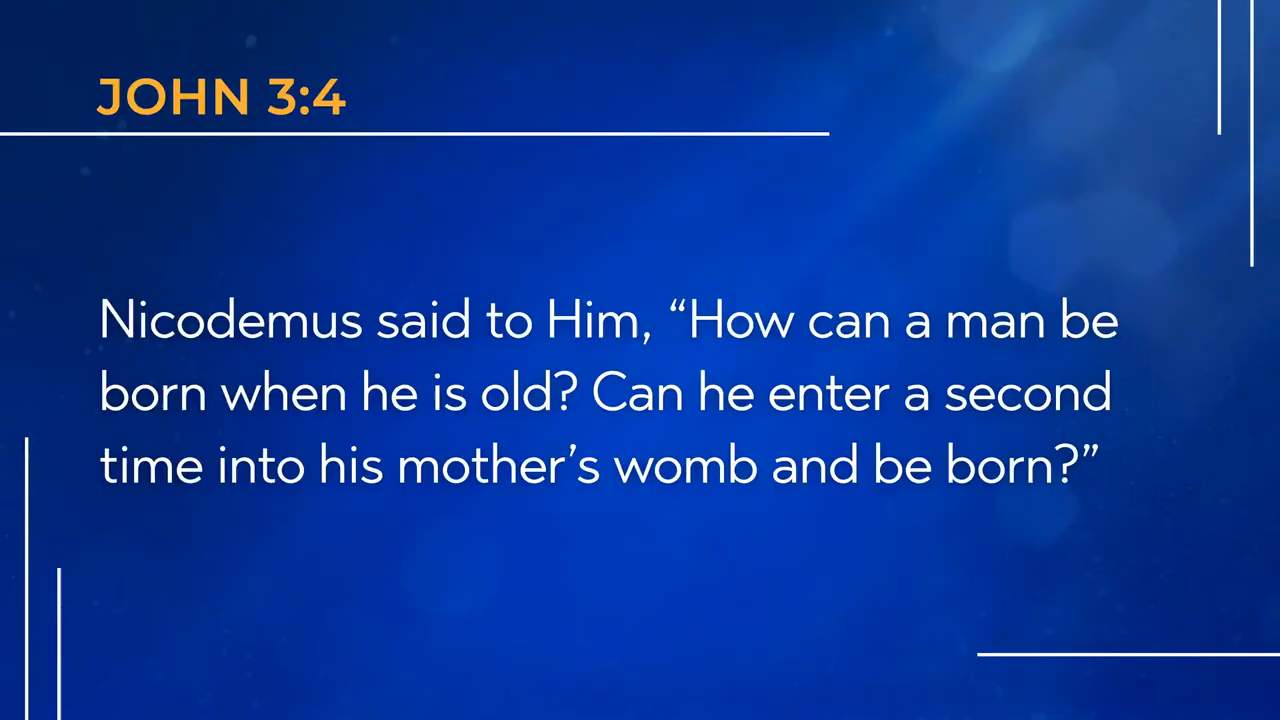 JOHN 3:4
Nicodemus said to Him, “How can a man be
born when he is old? Can he enter a second
time into his mother’s womb and be born?”